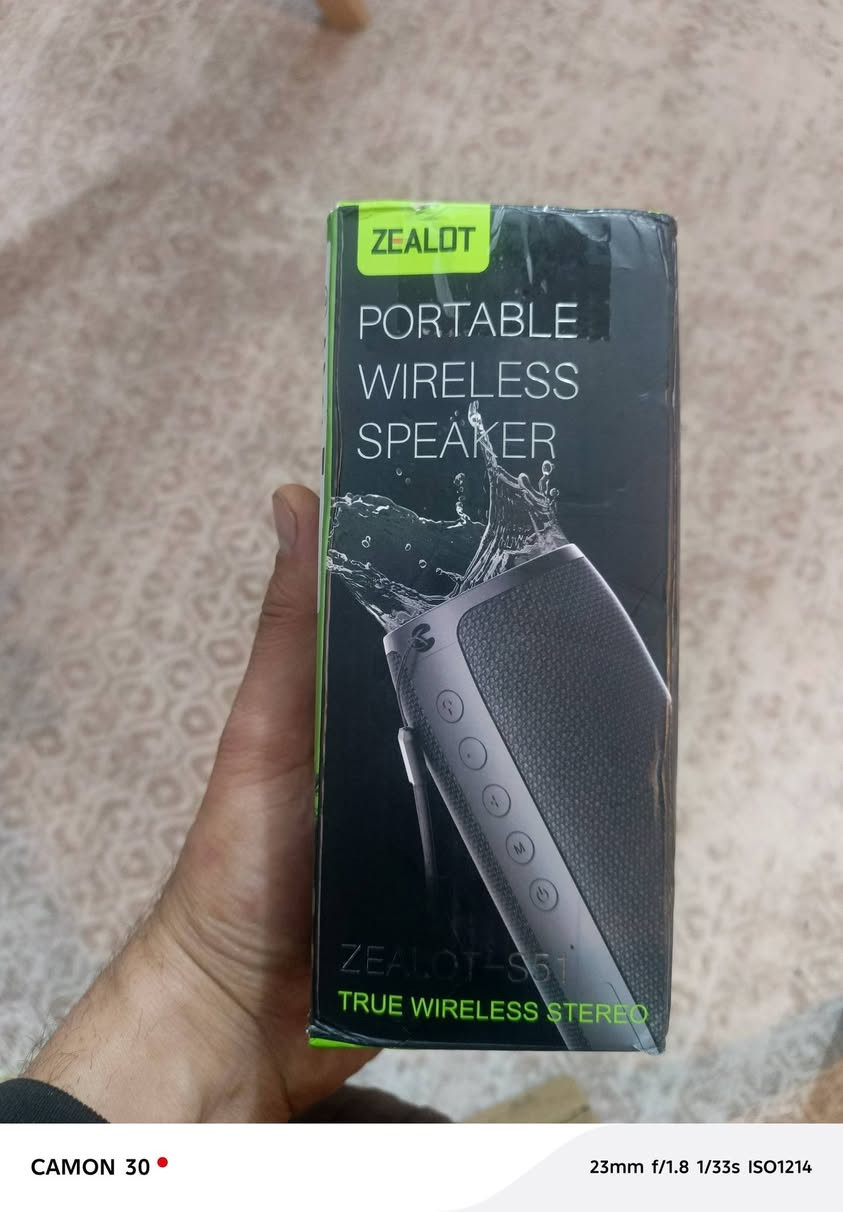 ZEALOT
PORTABLE
WIRELESS
SPEAKER
M
ZEALOT-S51
TRUE WIRELESS STEREO
CAMON 30
23mm f/1.8 1/33s ISO1214